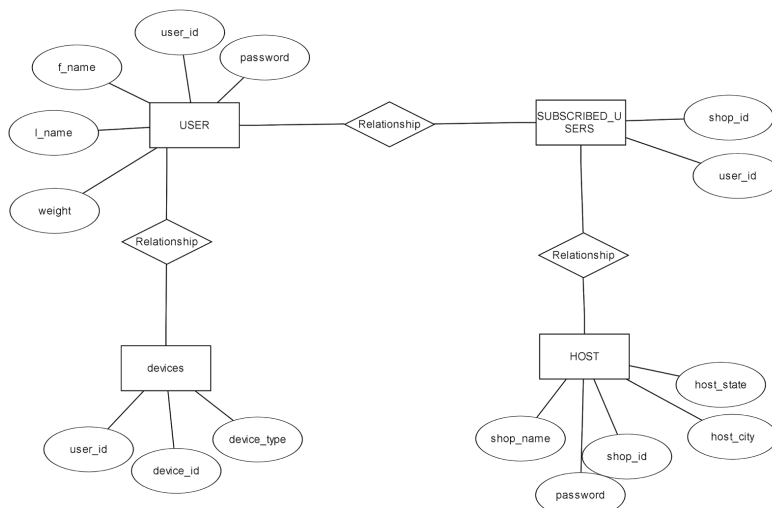 user_id
password
f_name
USER
l_name
weight
Relationship
SUBSCRIBED_U
SERS
shop_id
user_id
Relationship
Relationship
devices
user_id
device_id
device_type
HOST
host_state
host_city
shop_name
shop_id
password